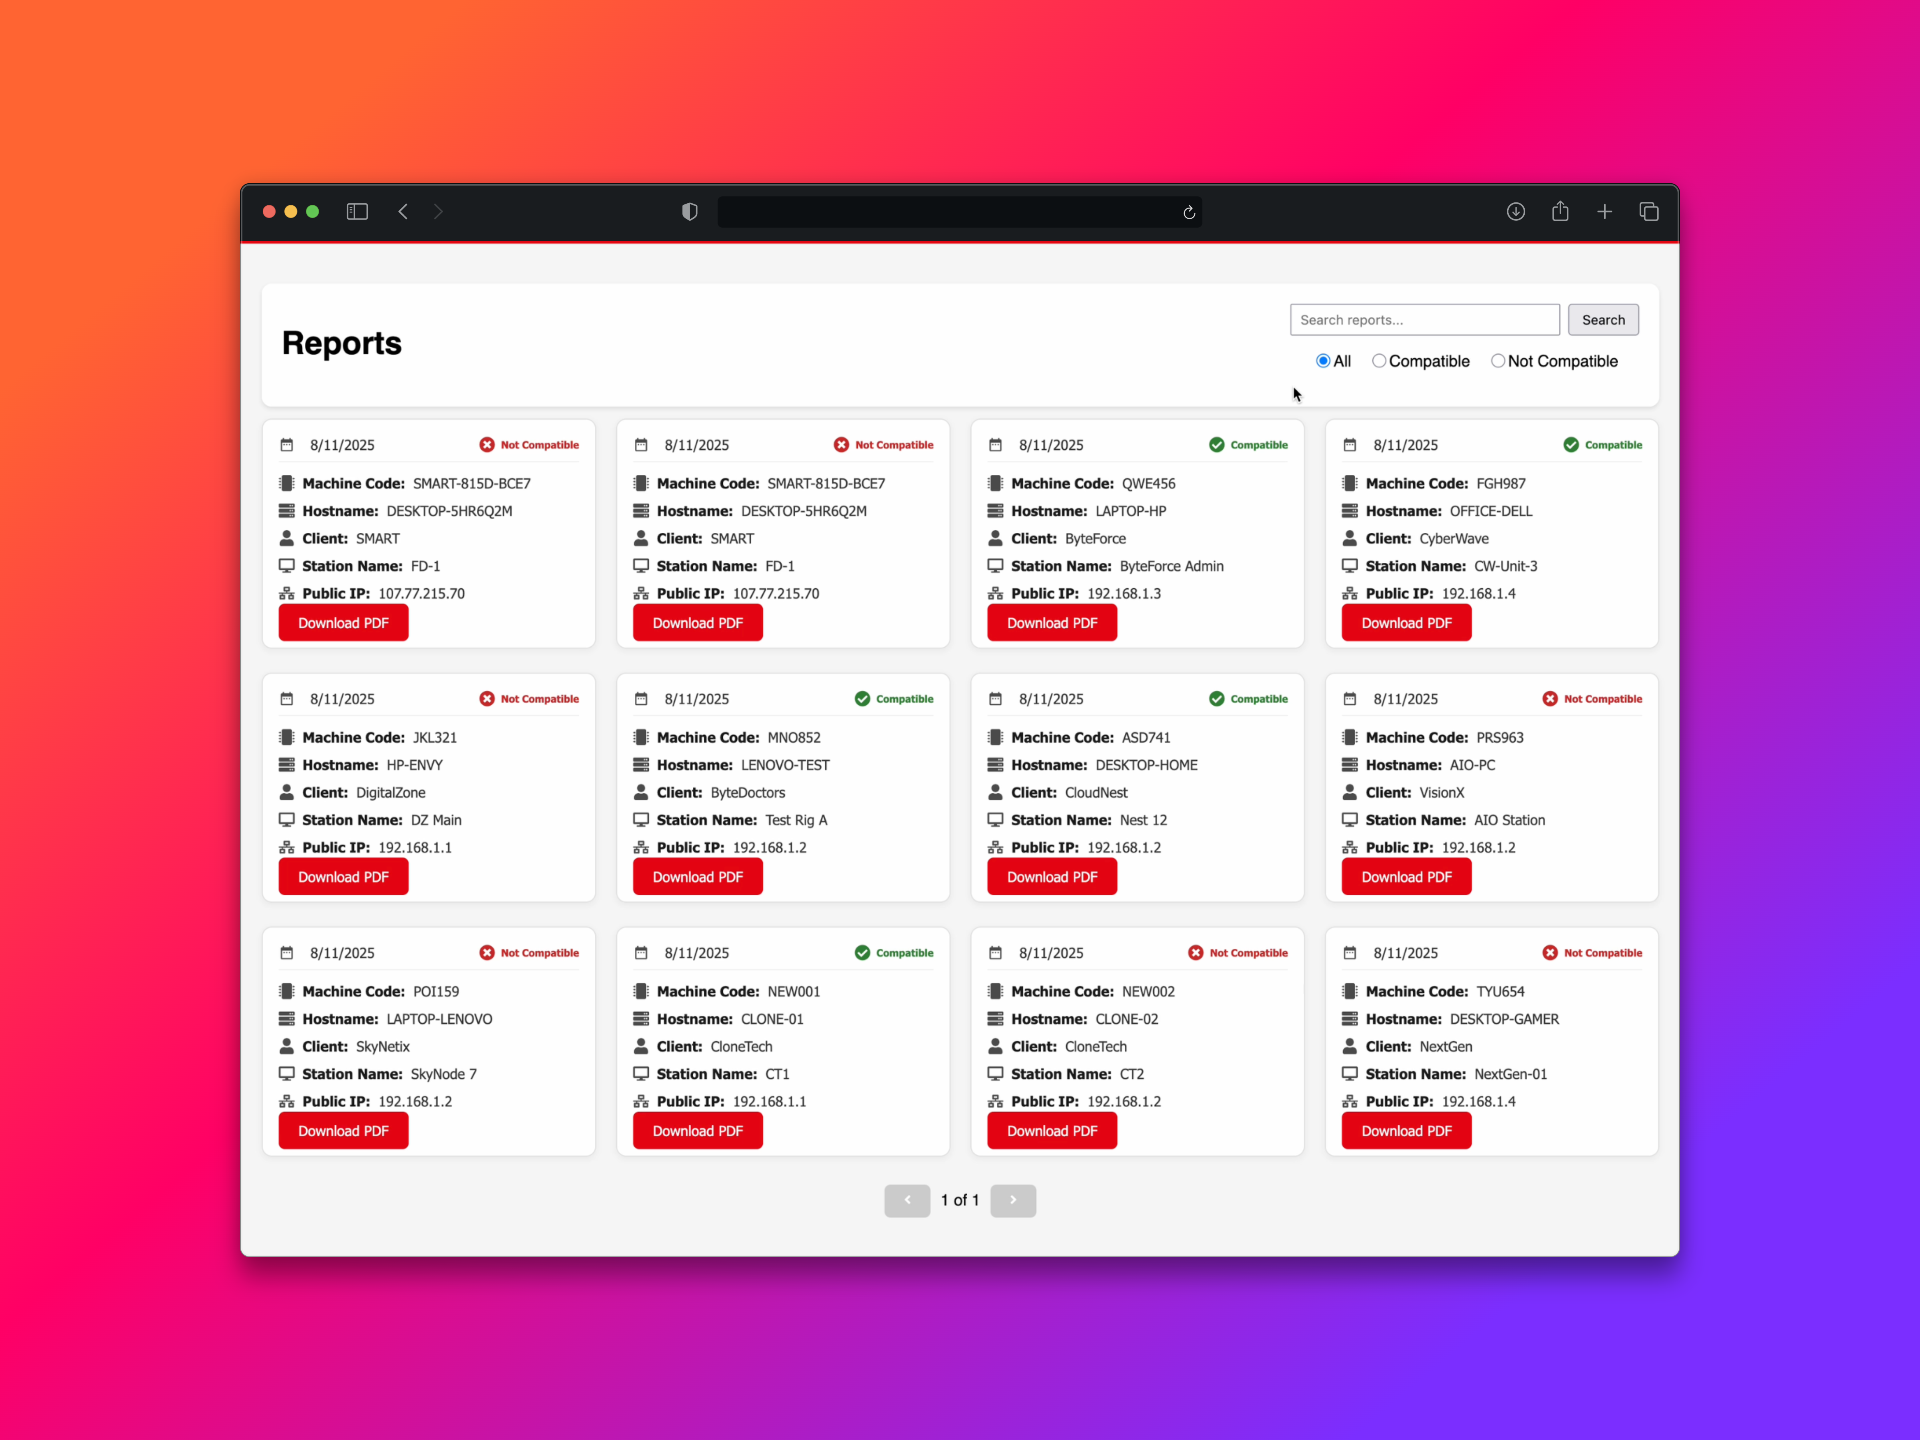 Reports
Search reports...
Search
All
Compatible
Not Compatible
8/11/2025
Not Compatible
Machine Code: SMART-815D-BCE7
Hostname: DESKTOP-5HR6Q2M
Client: SMART
Station Name: FD-1
Public IP: 107.77.215.70
Download PDF
8/11/2025
Not Compatible
Machine Code: SMART-815D-BCE7
Hostname: DESKTOP-5HR6Q2M
Client: SMART
Station Name: FD-1
Public IP: 107.77.215.70
Download PDF
8/11/2025
Compatible
Machine Code: QWE456
Hostname: LAPTOP-HP
Client: ByteForce
Station Name: ByteForce Admin
Public IP: 192.168.1.3
Download PDF
8/11/2025
Compatible
Machine Code: FGH987
Hostname: OFFICE-DELL
Client: CyberWave
Station Name: CW-Unit-3
Public IP: 192.168.1.4
Download PDF
8/11/2025
Not Compatible
Machine Code: JKL321
Hostname: HP-ENVY
Client: DigitalZone
Station Name: DZ Main
Public IP: 192.168.1.1
Download PDF
8/11/2025
Compatible
Machine Code: MNO852
Hostname: LENOVO-TEST
Client: ByteDoctors
Station Name: Test Rig A
Public IP: 192.168.1.2
Download PDF
8/11/2025
Compatible
Machine Code: ASD741
Hostname: DESKTOP-HOME
Client: CloudNest
Station Name: Nest 12
Public IP: 192.168.1.2
Download PDF
8/11/2025
Not Compatible
Machine Code: PRS963
Hostname: AIO-PC
Client: VisionX
Station Name: AIO Station
Public IP: 192.168.1.2
Download PDF
8/11/2025
Not Compatible
Machine Code: POI159
Hostname: LAPTOP-LENOVO
Client: SkyNetix
Station Name: SkyNode 7
Public IP: 192.168.1.2
Download PDF
8/11/2025
Compatible
Machine Code: NEW001
Hostname: CLONE-01
Client: CloneTech
Station Name: CT1
Public IP: 192.168.1.1
Download PDF
8/11/2025
Not Compatible
Machine Code: NEW002
Hostname: CLONE-02
Client: CloneTech
Station Name: CT2
Public IP: 192.168.1.2
Download PDF
8/11/2025
Not Compatible
Machine Code: TYU654
Hostname: DESKTOP-GAMER
Client: NextGen
Station Name: NextGen-01
Public IP: 192.168.1.4
Download PDF
1 of 1